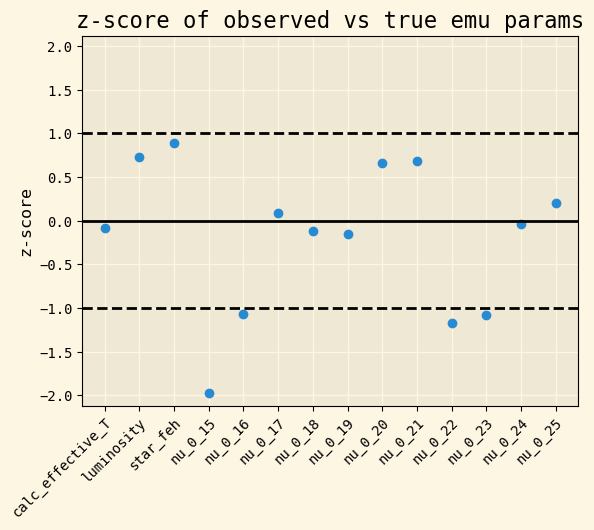 z-score of observed vs true emu params
2.0
1.5
1.0
0.5
0.0
−0.5
−1.0
−1.5
−2.0
z-score
calc_effective_T
luminosity
star_feh
nu_0_15
nu_0_16
nu_0_17
nu_0_18
nu_0_19
nu_0_20
nu_0_21
nu_0_22
nu_0_23
nu_0_24
nu_0_25